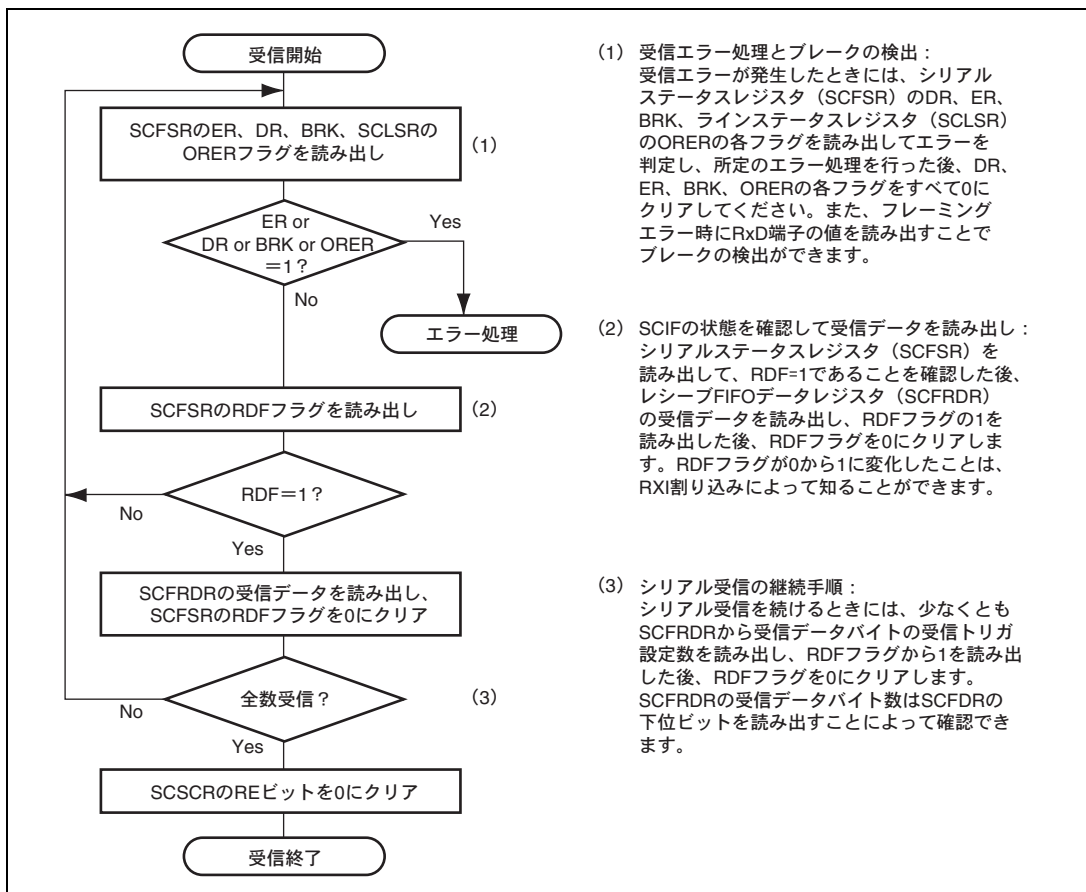 受信開始
SCFSRのER、DR、BRK、SCLSRの
ORERフラグを読み出し
(1)
ER or
DR or BRK or ORER
=1?
Yes
No
エラー処理
SCFSRのRDFフラグを読み出し
(2)
RDF=1?
No
Yes
SCFRDRの受信データを読み出し、
SCFSRのRDFフラグを0にクリア
全数受信?
(3)
No
Yes
SCSCRのREビットを0にクリア
受信終了
(1) 受信エラー処理とブレークの検出:
受信エラーが発生したときには、シリアル
ステータスレジスタ(SCFSR)のDR、ER、
BRK、ラインステータスレジスタ(SCLSR)
のORERの各フラグを読み出してエラーを
判定し、所定のエラー処理を行った後、DR、
ER、BRK、ORERの各フラグをすべて0に
クリアしてください。また、フレーミング
エラー時にRxD端子の値を読み出すことで
ブレークの検出ができます。
(2) SCIFの状態を確認して受信データを読み出し:
シリアルステータスレジスタ(SCFSR)を
読み出して、RDF=1であることを確認した後、
レシーブFIFOデータレジスタ(SCFRDR)
の受信データを読み出し、RDFフラグの1を
読み出した後、RDFフラグを0にクリアしま
す。RDFフラグが0から1に変化したことは、
RXI割り込みによって知ることができます。
(3) シリアル受信の継続手順:
シリアル受信を続けるときには、少なくとも
SCFRDRから受信データバイトの受信トリガ
設定数を読み出し、RDFフラグから1を読み出
した後、RDFフラグを0にクリアします。
SCFRDRの受信データバイト数はSCFDRの
下位ビットを読み出すことによって確認でき
ます。